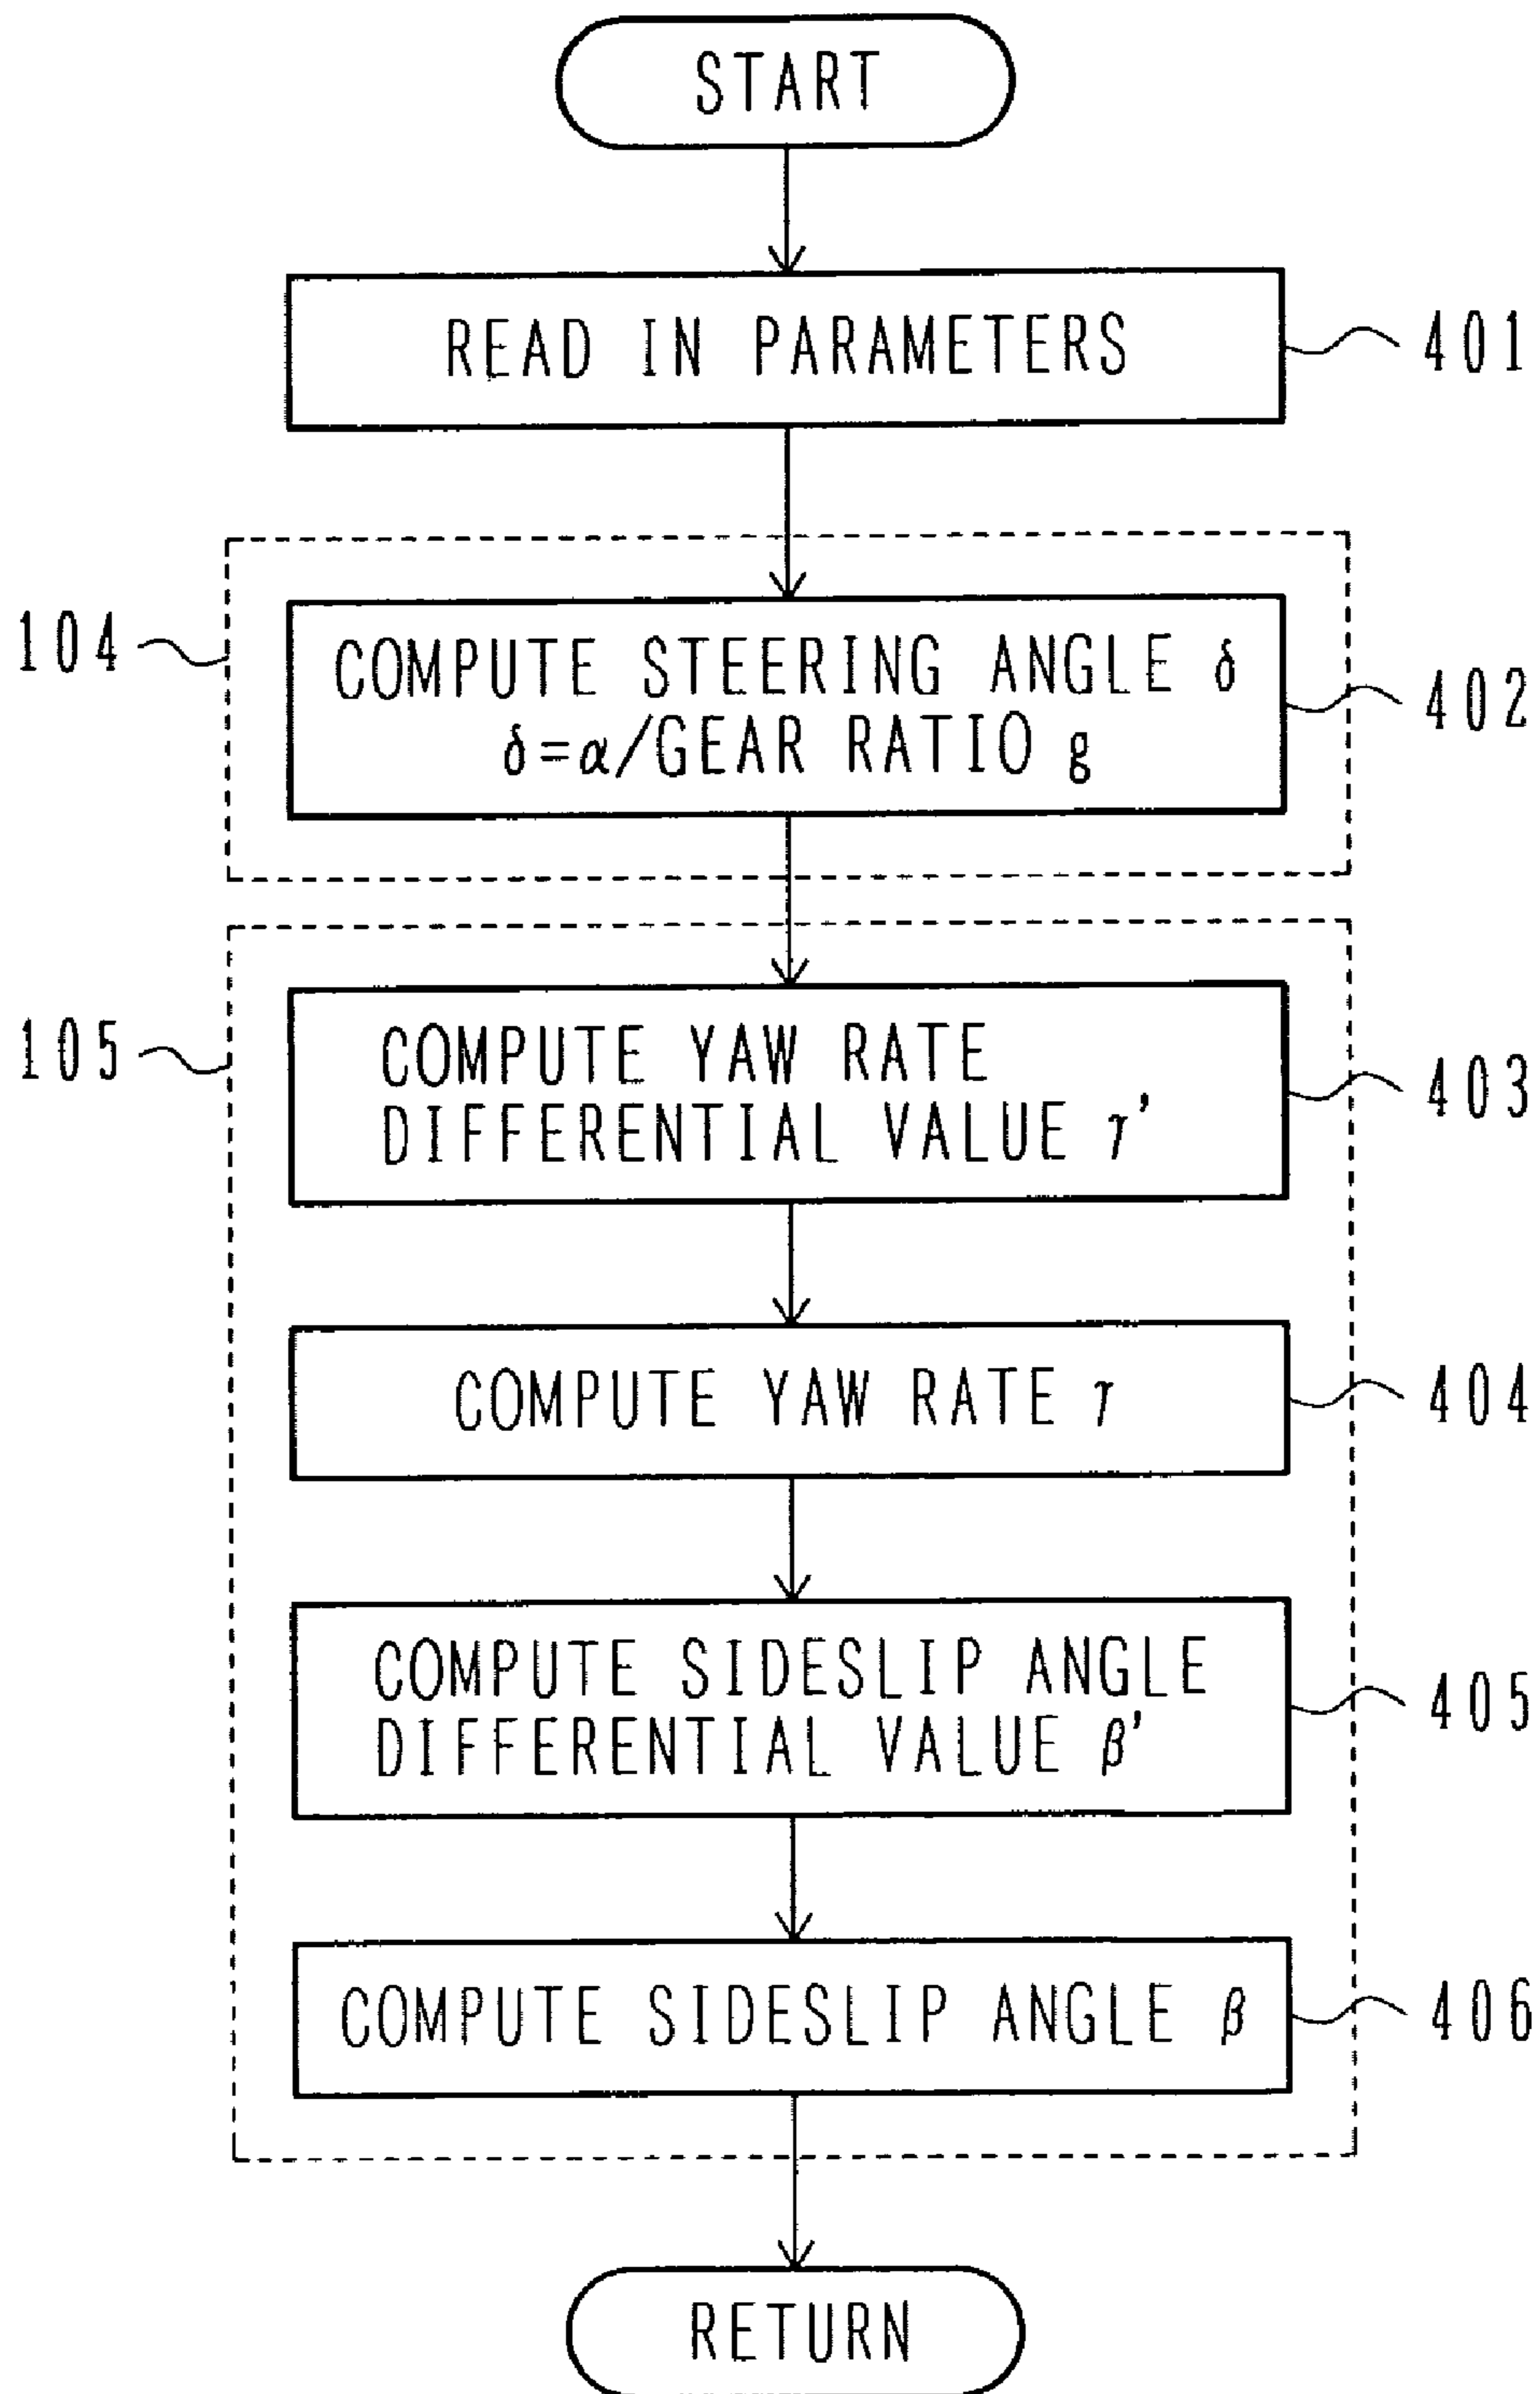 START
READ IN PARAMETERS
401
104
COMPUTE STEERING ANGLE δ
δ=α/GEAR RATIO g
402
105
COMPUTE YAW RATE
DIFFERENTIAL VALUE γ'
403
COMPUTE YAW RATE γ
404
COMPUTE SIDESLIP ANGLE
DIFFERENTIAL VALUE β'
405
COMPUTE SIDESLIP ANGLE β
406
RETURN